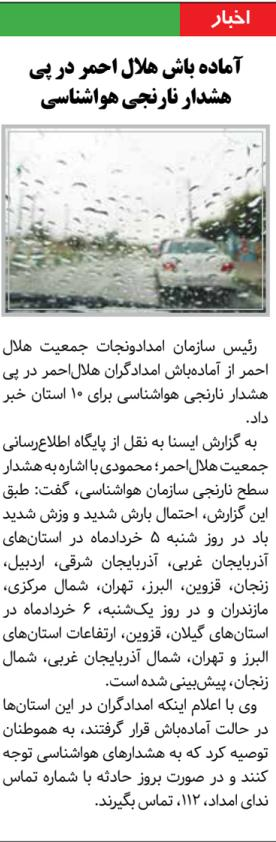 اخبار
آماده باش هلال احمر در پی
هشدار نارنجی هواشناسی
رئیس سازمان امدادونجات جمعیت هلال
احمر از آماده‌باش امدادگران هلال‌احمر در پی
هشدار نارنجی هواشناسی برای ۱۰ استان خبر
داد.
به گزارش ایسنا به نقل از پایگاه اطلاع‌رسانی
جمعیت هلال‌احمر؛ محمودی با اشاره به هشدار
سطح نارنجی سازمان هواشناسی، گفت: طبق
این گزارش، احتمال بارش شدید و وزش شدید
باد در روز شنبه ۵ خردادماه در استان‌های
آذربایجان غربی، آذربایجان شرقی، اردبیل،
زنجان، قزوین، البرز، تهران، شمال مرکزی،
مازندران و در روز یک‌شنبه، ۶ خردادماه در
استان‌های گیلان، قزوین، ارتفاعات استان‌های
البرز و تهران، شمال آذربایجان غربی، شمال
زنجان، پیش‌بینی شده است.
وی با اعلام اینکه امدادگران در این استان‌ها
در حالت آماده‌باش قرار گرفتند، به هموطنان
توصیه کرد که به هشدارهای هواشناسی توجه
کنند و در صورت بروز حادثه با شماره تماس
ندای امداد، ۱۱۲، تماس بگیرند.